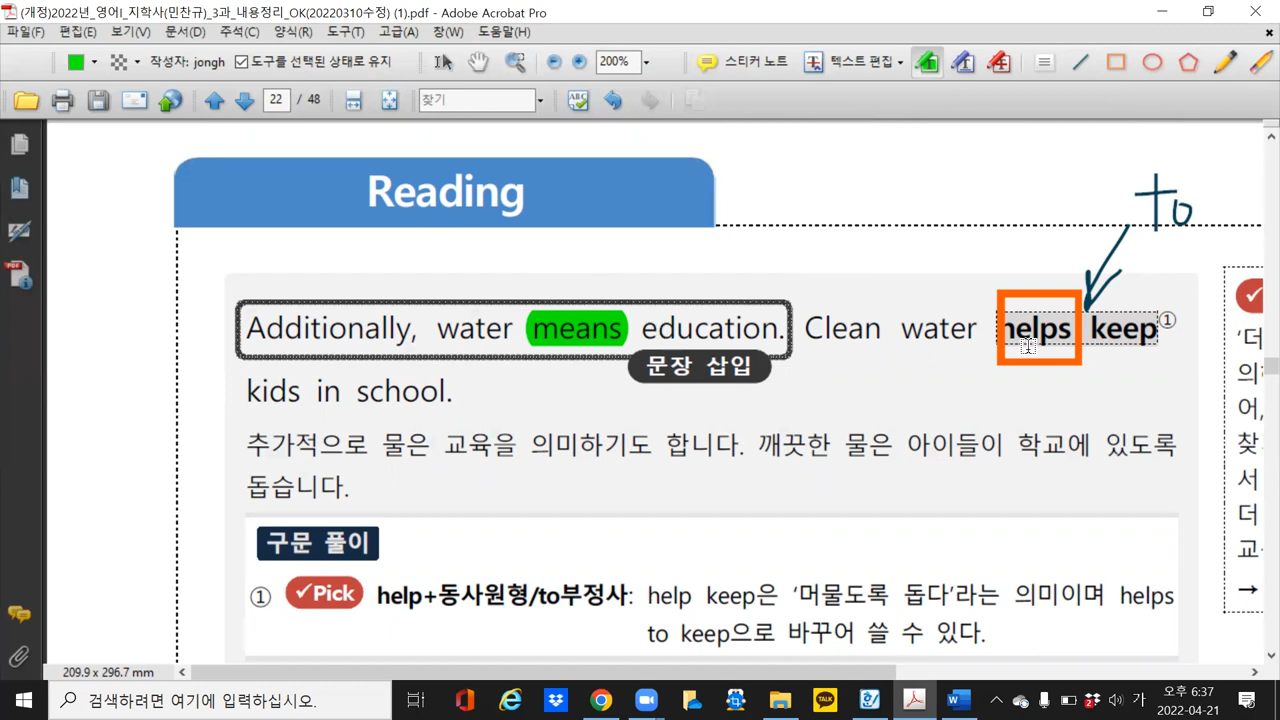 (개정)2022년_영어I_지학사(민찬규)_3과_내용정리_OK(20220310수정) (1).pdf - Adobe Acrobat Pro
파일(F) 편집(E) 보기(V) 문서(D) 주석(C) 양식(R) 도구(T) 고급(A) 창(W) 도움말(H)
작성자: jongh 도구를 선택된 상태로 유지 200% 스티커 노트 텍스트 편집
22 / 48 찾기
to
Reading
Additionally, water means education. Clean water helps keep①
문장 삽입
kids in school.
추가적으로 물은 교육을 의미하기도 합니다. 깨끗한 물은 아이들이 학교에 있도록
돕습니다.
구문 풀이
① ✓Pick help+동사원형/to부정사: help keep은 ‘머물도록 돕다’라는 의미이며 helps
to keep으로 바꾸어 쓸 수 있다.
‘더
어,
찾
서
더
교
→
209.9 x 296.7 mm
검색하려면 여기에 입력하십시오.
TALK
가
오후 6:37
2022-04-21